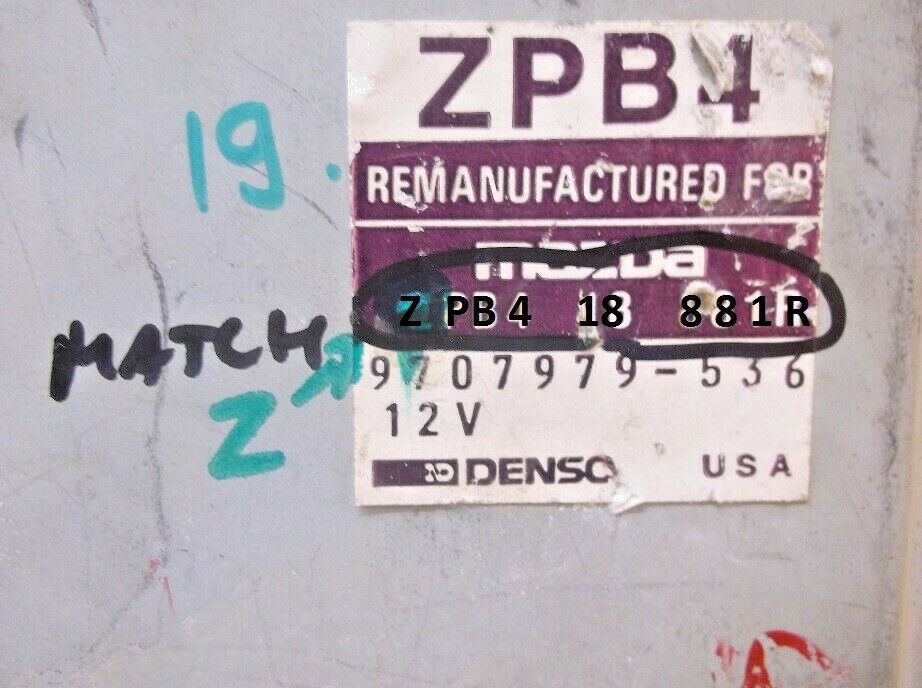 ZPB4
19.
REMANUFACTURED FOR
mazda
Z PB4 18 881R
MATCH
9707979-536
Z
12V
DENSO USA
A